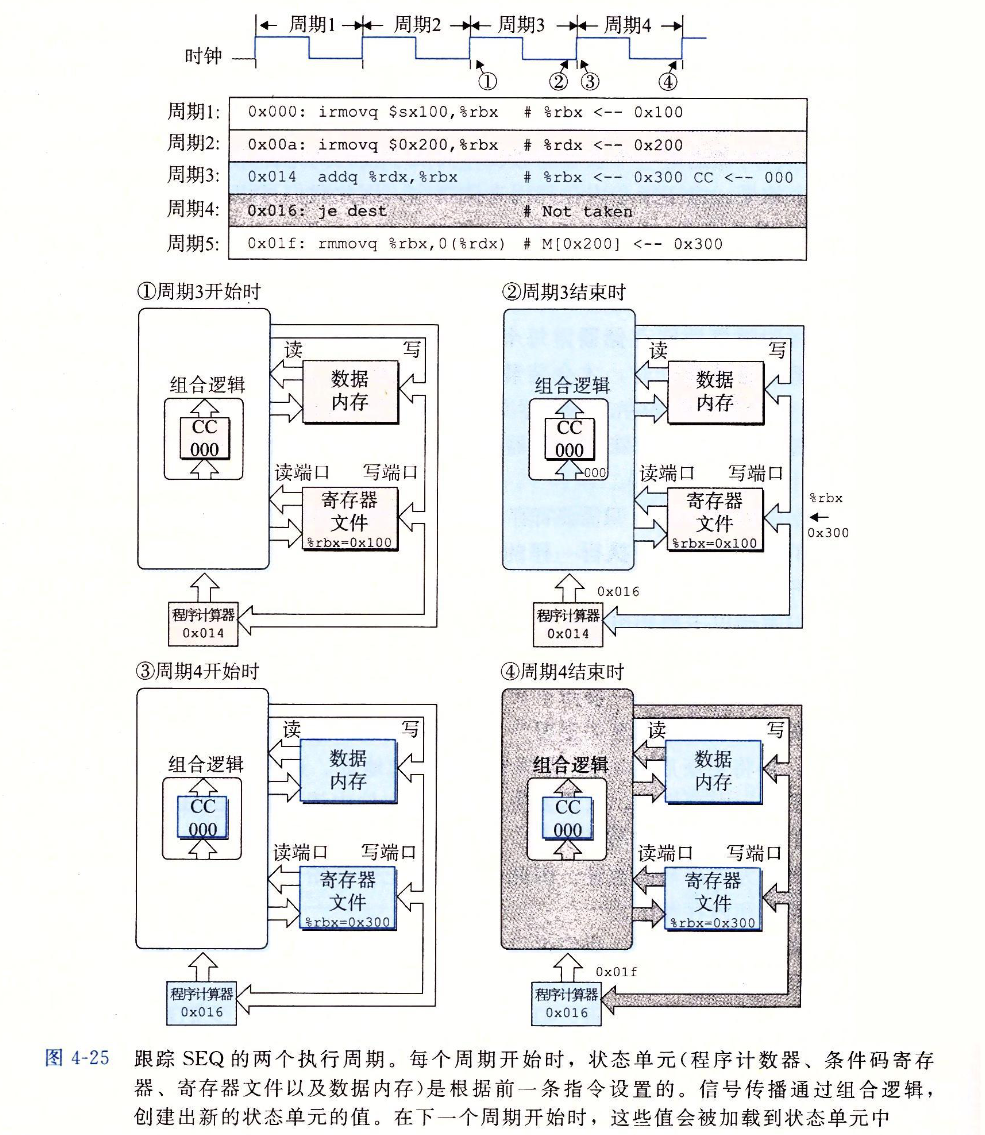 周期1 周期2 周期3 周期4
时钟
① ② ③ ④
周期1: 0x000: irmovq $sx100,%rbx # %rbx <-- 0x100
周期2: 0x00a: irmovq $0x200,%rbx # %rdx <-- 0x200
周期3: 0x014 addq %rdx,%rbx # %rbx <-- 0x300 CC <-- 000
周期4: 0x016: je dest # Not taken
周期5: 0x01f: rmmovq %rbx,0(%rdx) # M[0x200] <-- 0x300
①周期3开始时
读 写
数据
内存
组合逻辑
CC
000
读端口 写端口
寄存器
文件
%rbx=0x100
程序计算器
0x014
②周期3结束时
读 写
数据
内存
组合逻辑
CC
000
000
读端口 写端口
寄存器
文件
%rbx=0x100
%rbx
0x300
0x016
程序计算器
0x014
③周期4开始时
读 写
数据
内存
组合逻辑
CC
000
读端口 写端口
寄存器
文件
%rbx=0x300
程序计算器
0x016
④周期4结束时
读 写
数据
内存
组合逻辑
CC
000
读端口 写端口
寄存器
文件
%rbx=0x300
0x01f
程序计算器
0x016
图 4-25 跟踪 SEQ 的两个执行周期。每个周期开始时，状态单元(程序计数器、条件码寄存
器、寄存器文件以及数据内存)是根据前一条指令设置的。信号传播通过组合逻辑，
创建出新的状态单元的值。在下一个周期开始时，这些值会被加载到状态单元中